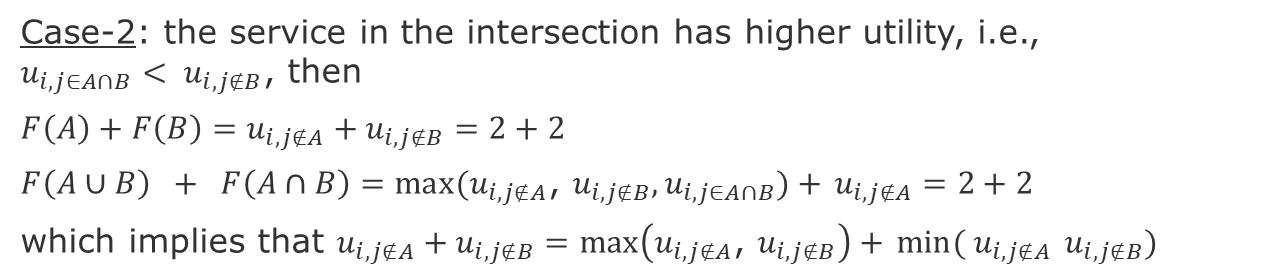 Case-2: the service in the intersection has higher utility, i.e.,
u_{i,j∈A∩B} < u_{i,j∉B}, then
F(A) + F(B) = u_{i,j∉A} + u_{i,j∉B} = 2 + 2
F(A ∪ B) + F(A ∩ B) = max(u_{i,j∉A}, u_{i,j∉B}, u_{i,j∈A∩B}) + u_{i,j∉A} = 2 + 2
which implies that u_{i,j∉A} + u_{i,j∉B} = max(u_{i,j∉A}, u_{i,j∉B}) + min( u_{i,j∉A} u_{i,j∉B})